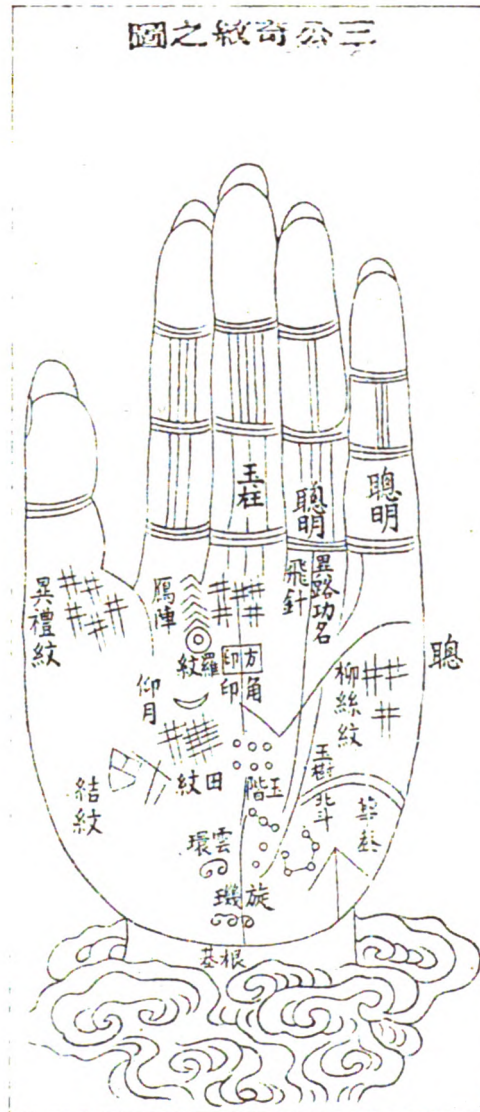 三公奇紋之圖
玉柱
聰明
聰明
異路功名
飛針
鴈陣
異禮紋
羅紋
方印
角印
聰
仰月
柳絲紋
田紋
玉階
玉樹
北斗
華蓋
結紋
雲環
旋璣
根基